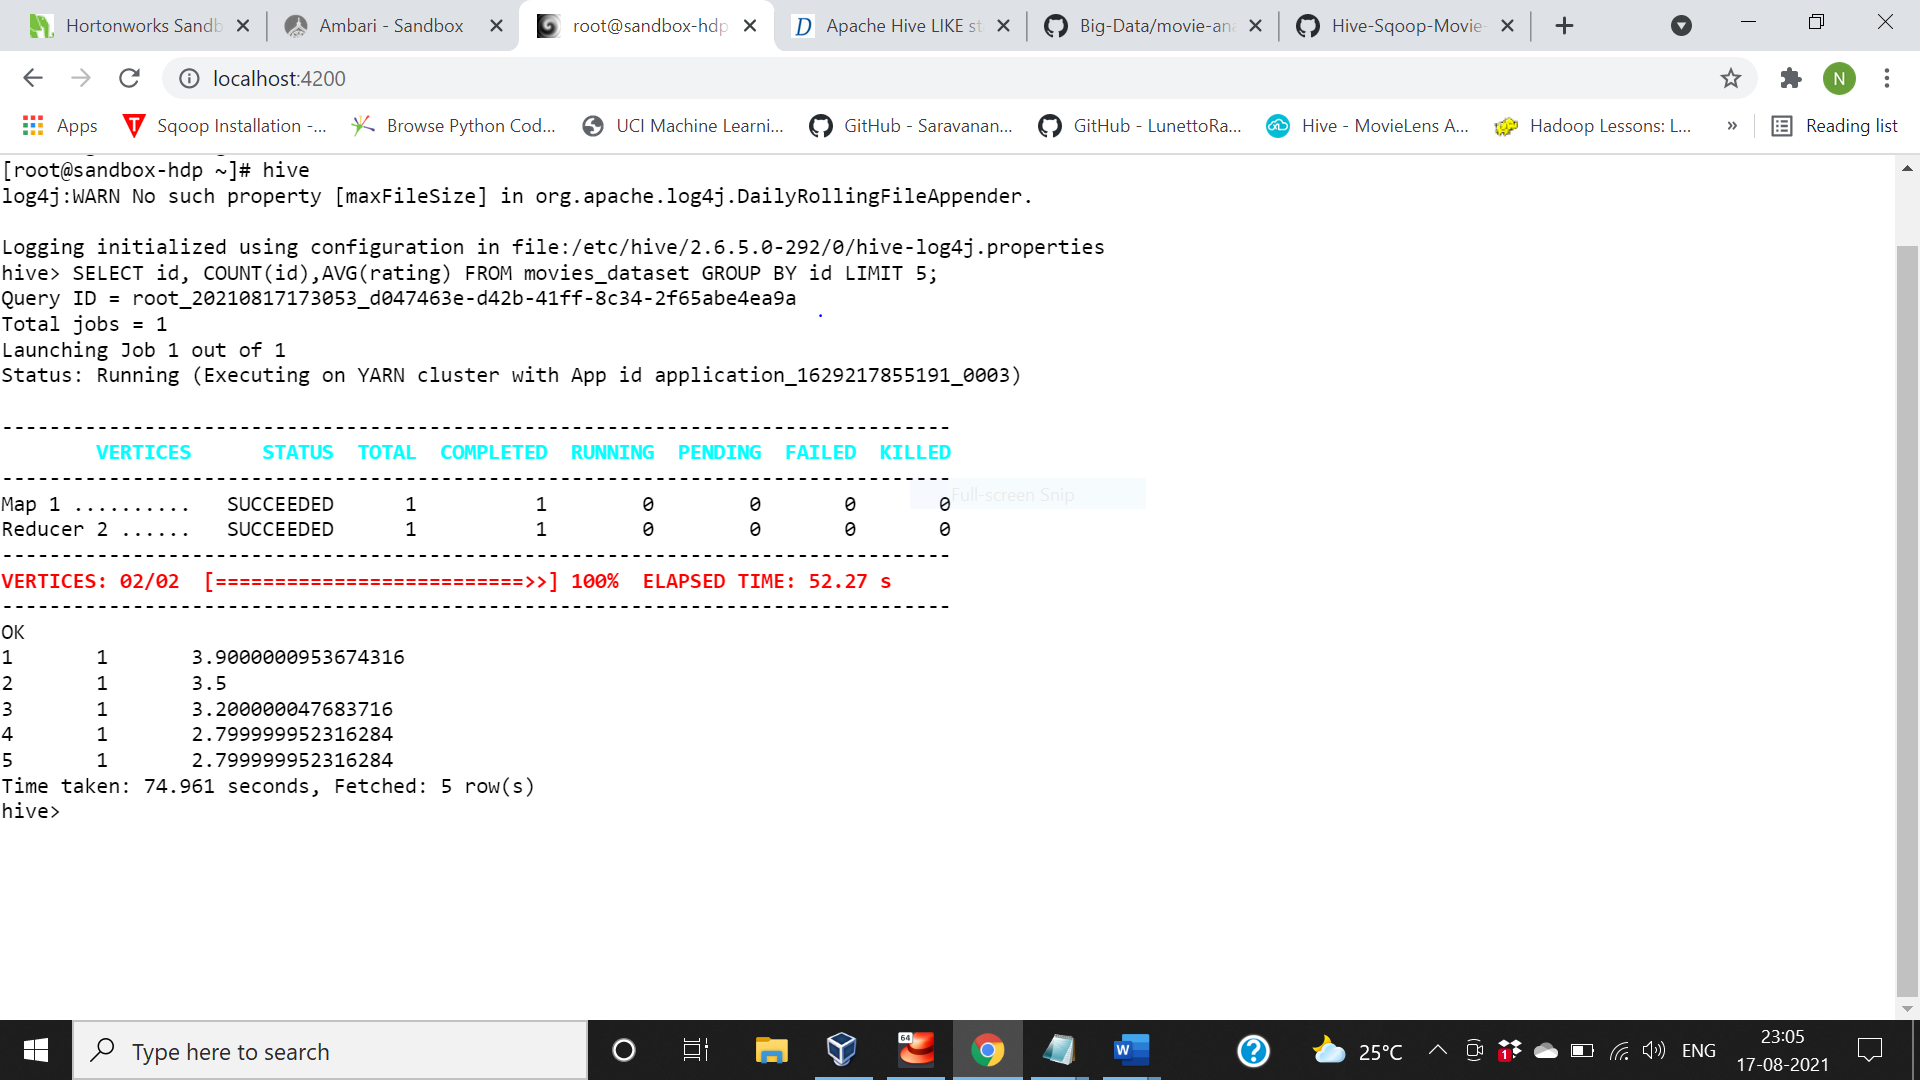 Hortonworks Sandb
Ambari - Sandbox
root@sandbox-hdp
Apache Hive LIKE st
Big-Data/movie-ana
Hive-Sqoop-Movie-
localhost:4200
N
Apps
Sqoop Installation -...
Browse Python Cod...
UCI Machine Learni...
GitHub - Saravanan...
GitHub - LunettoRa...
Hive - MovieLens A...
Hadoop Lessons: L...
»
Reading list
[root@sandbox-hdp ~]# hive
log4j:WARN No such property [maxFileSize] in org.apache.log4j.DailyRollingFileAppender.
Logging initialized using configuration in file:/etc/hive/2.6.5.0-292/0/hive-log4j.properties
hive> SELECT id, COUNT(id),AVG(rating) FROM movies_dataset GROUP BY id LIMIT 5;
Query ID = root_20210817173053_d047463e-d42b-41ff-8c34-2f65abe4ea9a
Total jobs = 1
Launching Job 1 out of 1
Status: Running (Executing on YARN cluster with App id application_1629217855191_0003)
--------------------------------------------------------------------------------
VERTICES STATUS TOTAL COMPLETED RUNNING PENDING FAILED KILLED
--------------------------------------------------------------------------------
Map 1 .......... SUCCEEDED 1 1 0 0 0 0
Full-screen Snip
Reducer 2 ...... SUCCEEDED 1 1 0 0 0 0
--------------------------------------------------------------------------------
VERTICES: 02/02 [==========================>>] 100% ELAPSED TIME: 52.27 s
--------------------------------------------------------------------------------
OK
1 1 3.9000000953674316
2 1 3.5
3 1 3.200000047683716
4 1 2.799999952316284
5 1 2.799999952316284
Time taken: 74.961 seconds, Fetched: 5 row(s)
hive>
Type here to search
64
W
?
25°C
1
ENG
23:05
17-08-2021